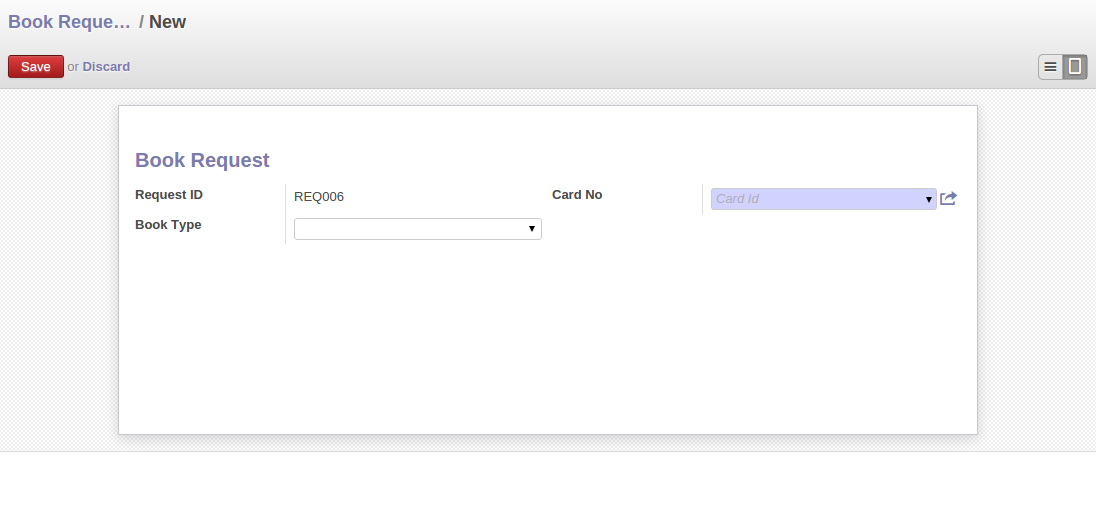 Book Reque... / New
Save or Discard
Book Request
Request ID REQ006 Card No Card Id
Book Type